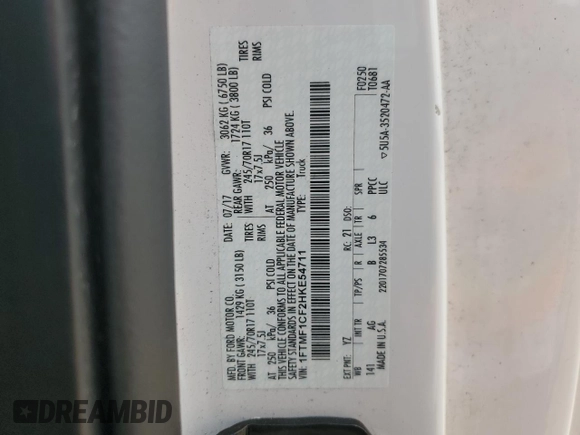 MFD. BY FORD MOTOR CO.
DATE: 07/17 GVWR: 3062 KG ( 6750 LB)
FRONT GAWR: 1429 KG ( 3150 LB) REAR GAWR: 1724 KG ( 3800 LB)
WITH 245/70R17 110T TIRES WITH 245/70R17 110T TIRES
17x7.5J RIMS 17x7.5J RIMS
AT 250 kPa/ 36 PSI COLD AT 250 kPa/ 36 PSI COLD
THIS VEHICLE CONFORMS TO ALL APPLICABLE FEDERAL MOTOR VEHICLE
SAFETY STANDARDS IN EFFECT ON THE DATE OF MANUFACTURE SHOWN ABOVE.
VIN: 1FTMF1CF2HKE54711 TYPE: Truck
F0250
T0681
EXT PNT: YZ RC: 21 DSO:
WB INT TR TP/PS R AXLE TR SPR
141 AG B L3 6 PPCC
MADE IN U.S.A. 2201707285534 ULC 5U5A-3520472-AA
DREAMBID